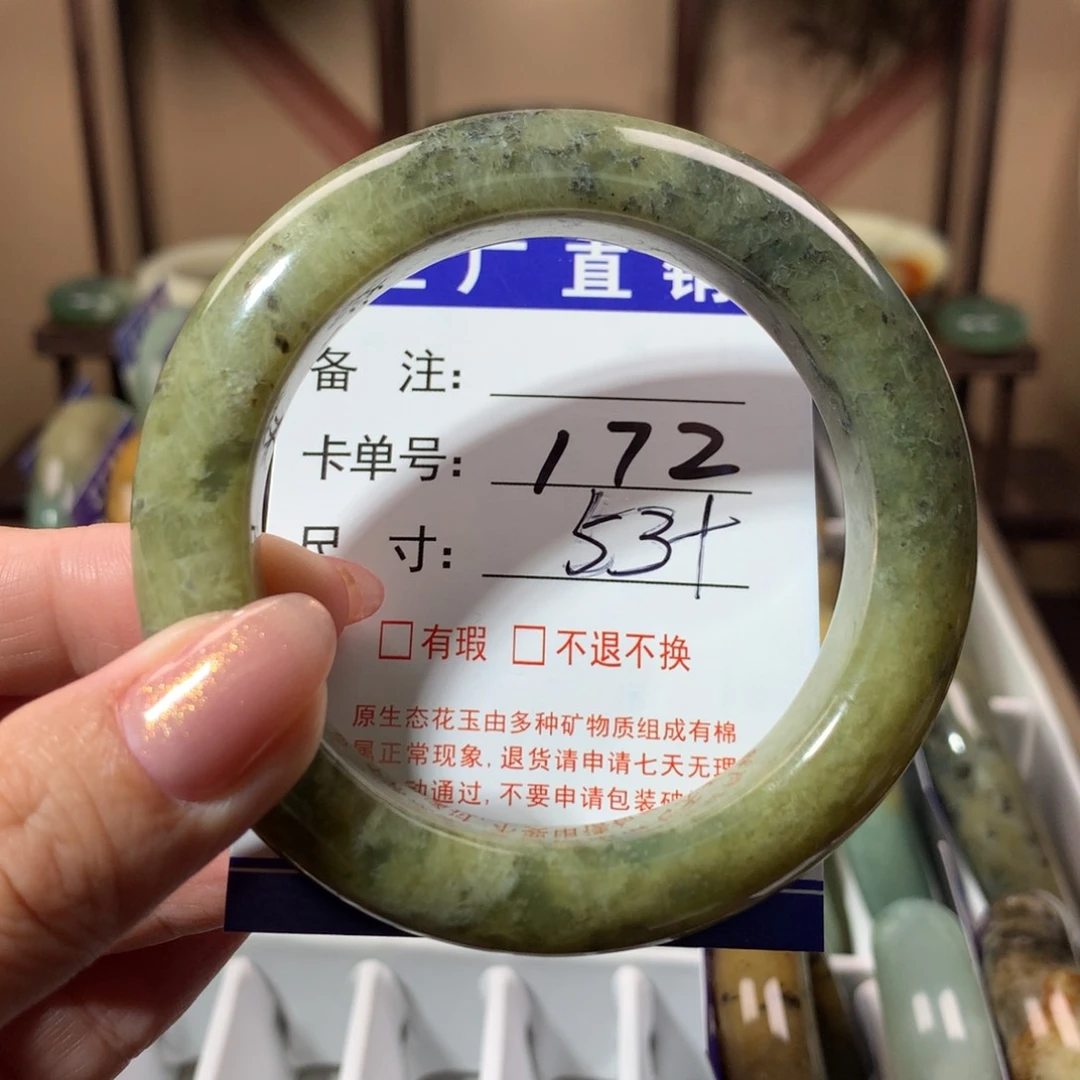 厂直销
备 注:
卡单号: 172
尺 寸: 53+
□有瑕 □不退不换
原生态花玉由多种矿物质组成有棉
属正常现象,退货请申请七天无理
动通过,不要申请包装破